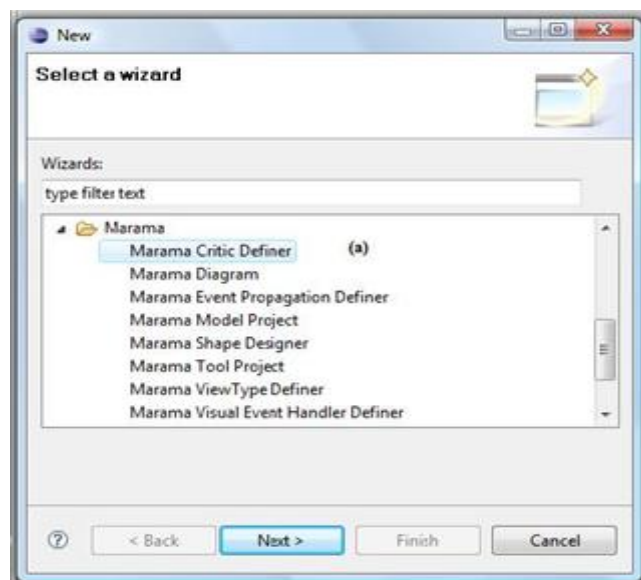 New
Select a wizard
Wizards:
type filter text
Marama
Marama Critic Definer (a)
Marama Diagram
Marama Event Propagation Definer
Marama Model Project
Marama Shape Designer
Marama Tool Project
Marama ViewType Definer
Marama Visual Event Handler Definer
? < Back Next > Finish Cancel